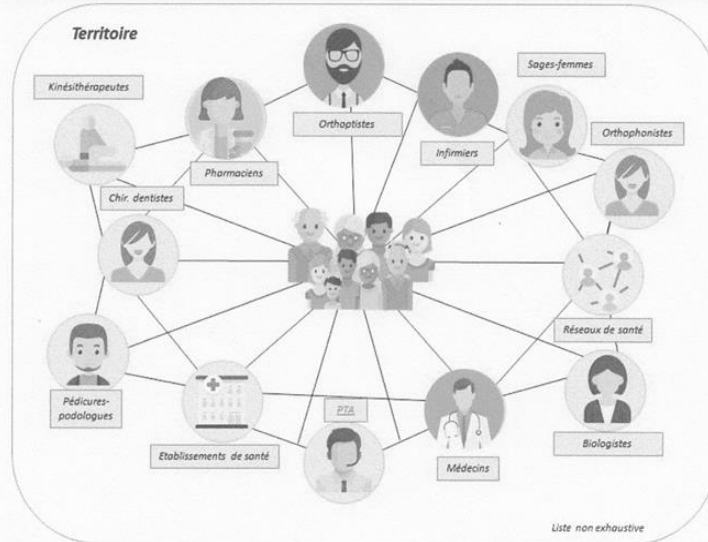 Territoire
Kinésithérapeutes
Pharmaciens
Orthoptistes
Infirmiers
Sages-femmes
Orthophonistes
Chir. dentistes
Réseaux de santé
Pédicures-
podologues
Etablissements de santé
PTA
Médecins
Biologistes
Liste non exhaustive